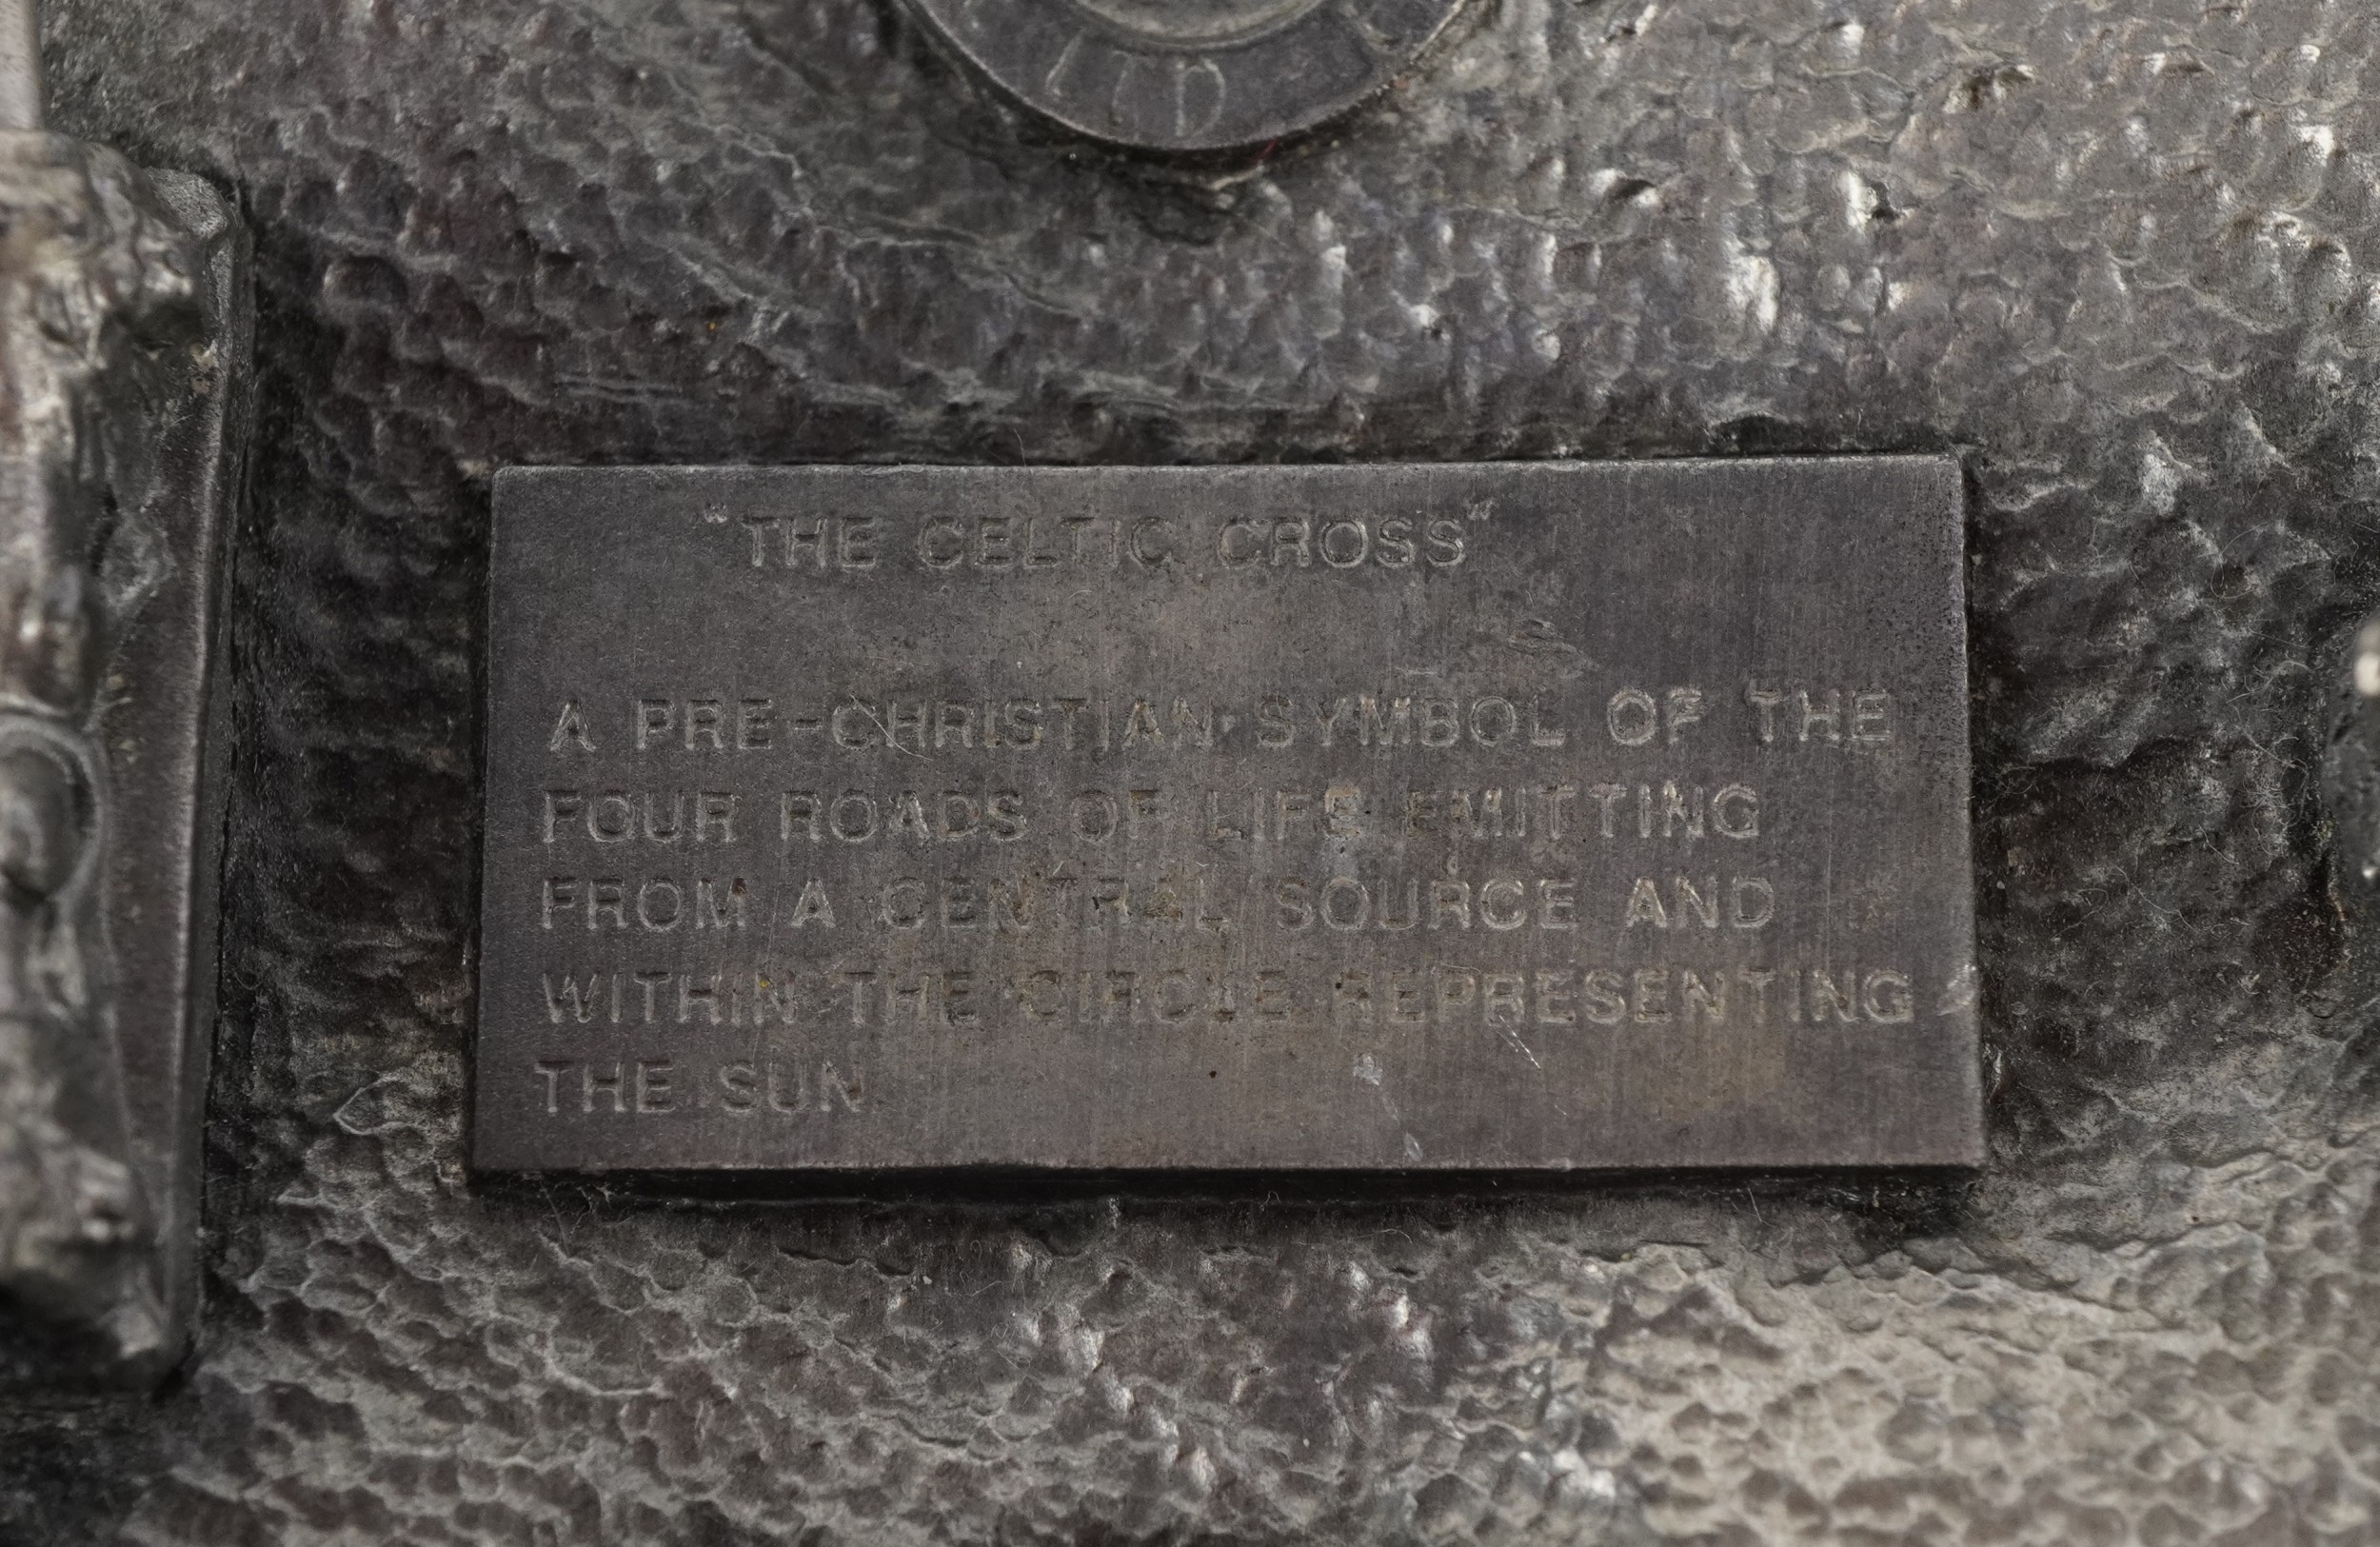 "THE CELTIC CROSS"
A PRE-CHRISTIAN SYMBOL OF THE
FOUR ROADS OF LIFE EMITTING
FROM A CENTRAL SOURCE AND
WITHIN THE CIRCLE REPRESENTING
THE SUN